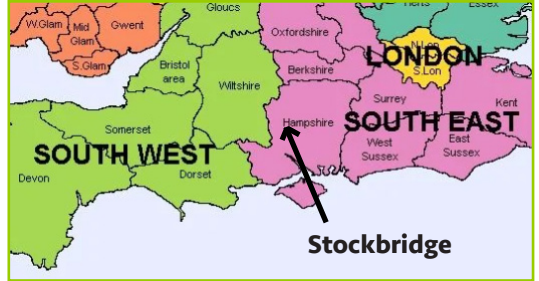 Gloucs
Herts
Essex
W.Glam
Mid
Glam
Gwent
Oxfordshire
S.Glam
Bristol
area
Wiltshire
Berkshire
N.Lon
LONDON
S.Lon
Surrey
Kent
Hampshire
SOUTH EAST
Somerset
West
Sussex
East
Sussex
SOUTH WEST
Devon
Dorset
Stockbridge